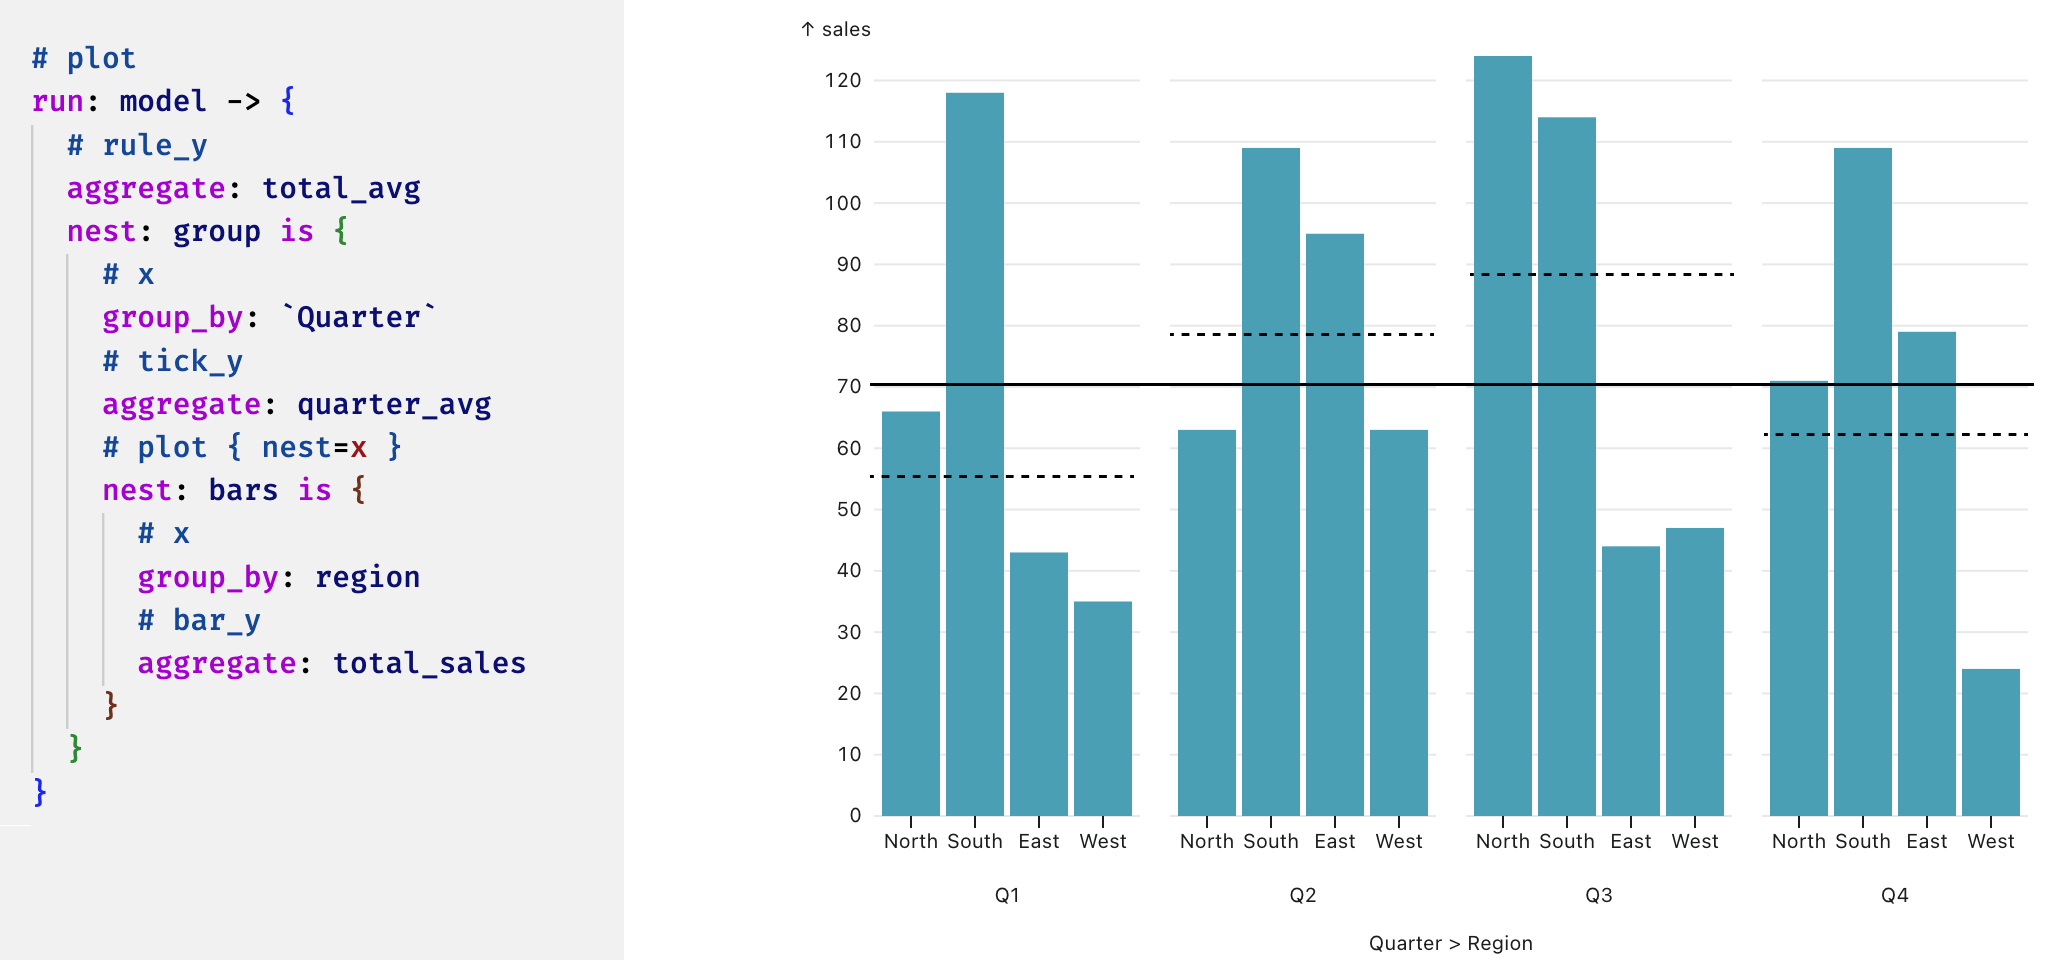 # plot
run: model -> {
# rule_y
aggregate: total_avg
nest: group is {
# x
group_by: `Quarter`
# tick_y
aggregate: quarter_avg
# plot { nest=x }
nest: bars is {
# x
group_by: region
# bar_y
aggregate: total_sales
}
}
}
↑ sales
120
110
100
90
80
70
60
50
40
30
20
10
0
North South East West North South East West North South East West North South East West
Q1 Q2 Q3 Q4
Quarter > Region